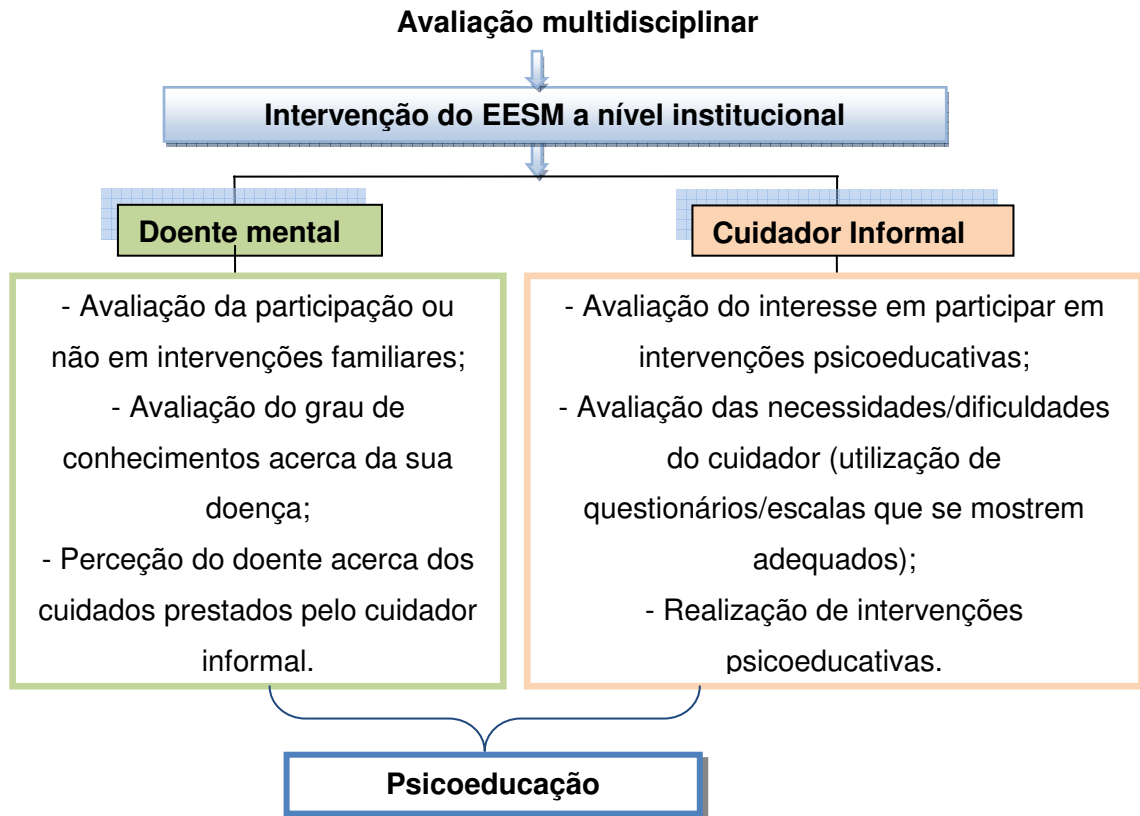 Avaliação multidisciplinar
Intervenção do EESM a nível institucional
Doente mental
- Avaliação da participação ou
não em intervenções familiares;
- Avaliação do grau de
conhecimentos acerca da sua
doença;
- Perceção do doente acerca dos
cuidados prestados pelo cuidador
informal.
Cuidador Informal
- Avaliação do interesse em participar em
intervenções psicoeducativas;
- Avaliação das necessidades/dificuldades
do cuidador (utilização de
questionários/escalas que se mostrem
adequados);
- Realização de intervenções
psicoeducativas.
Psicoeducação